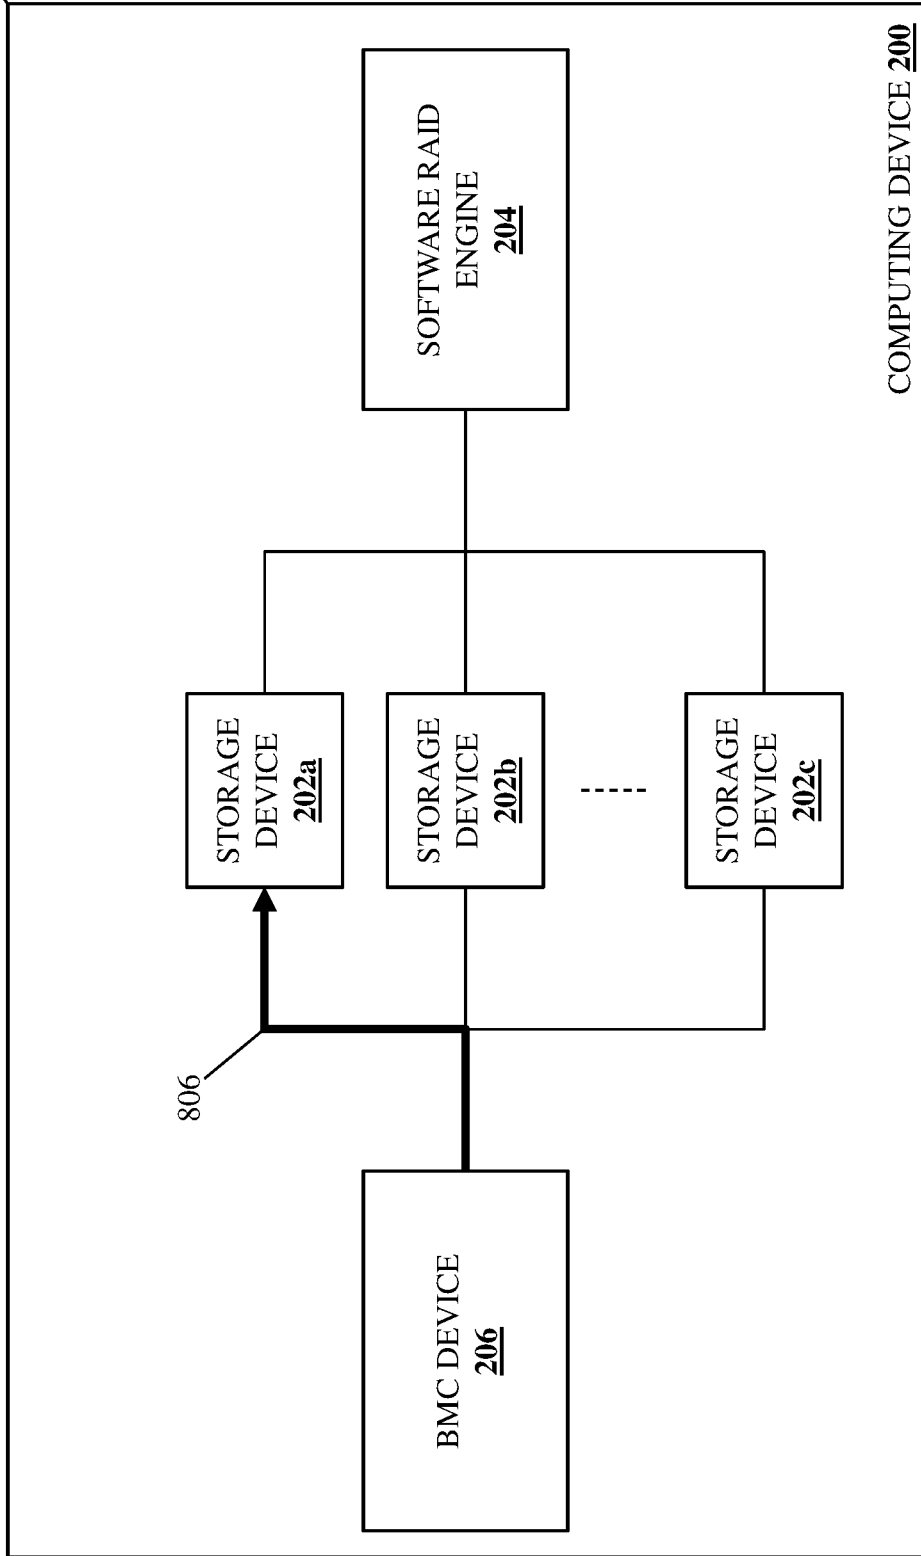 COMPUTING DEVICE 200
BMC DEVICE
206
806
STORAGE
DEVICE
202a
STORAGE
DEVICE
202b
STORAGE
DEVICE
202c
SOFTWARE RAID
ENGINE
204